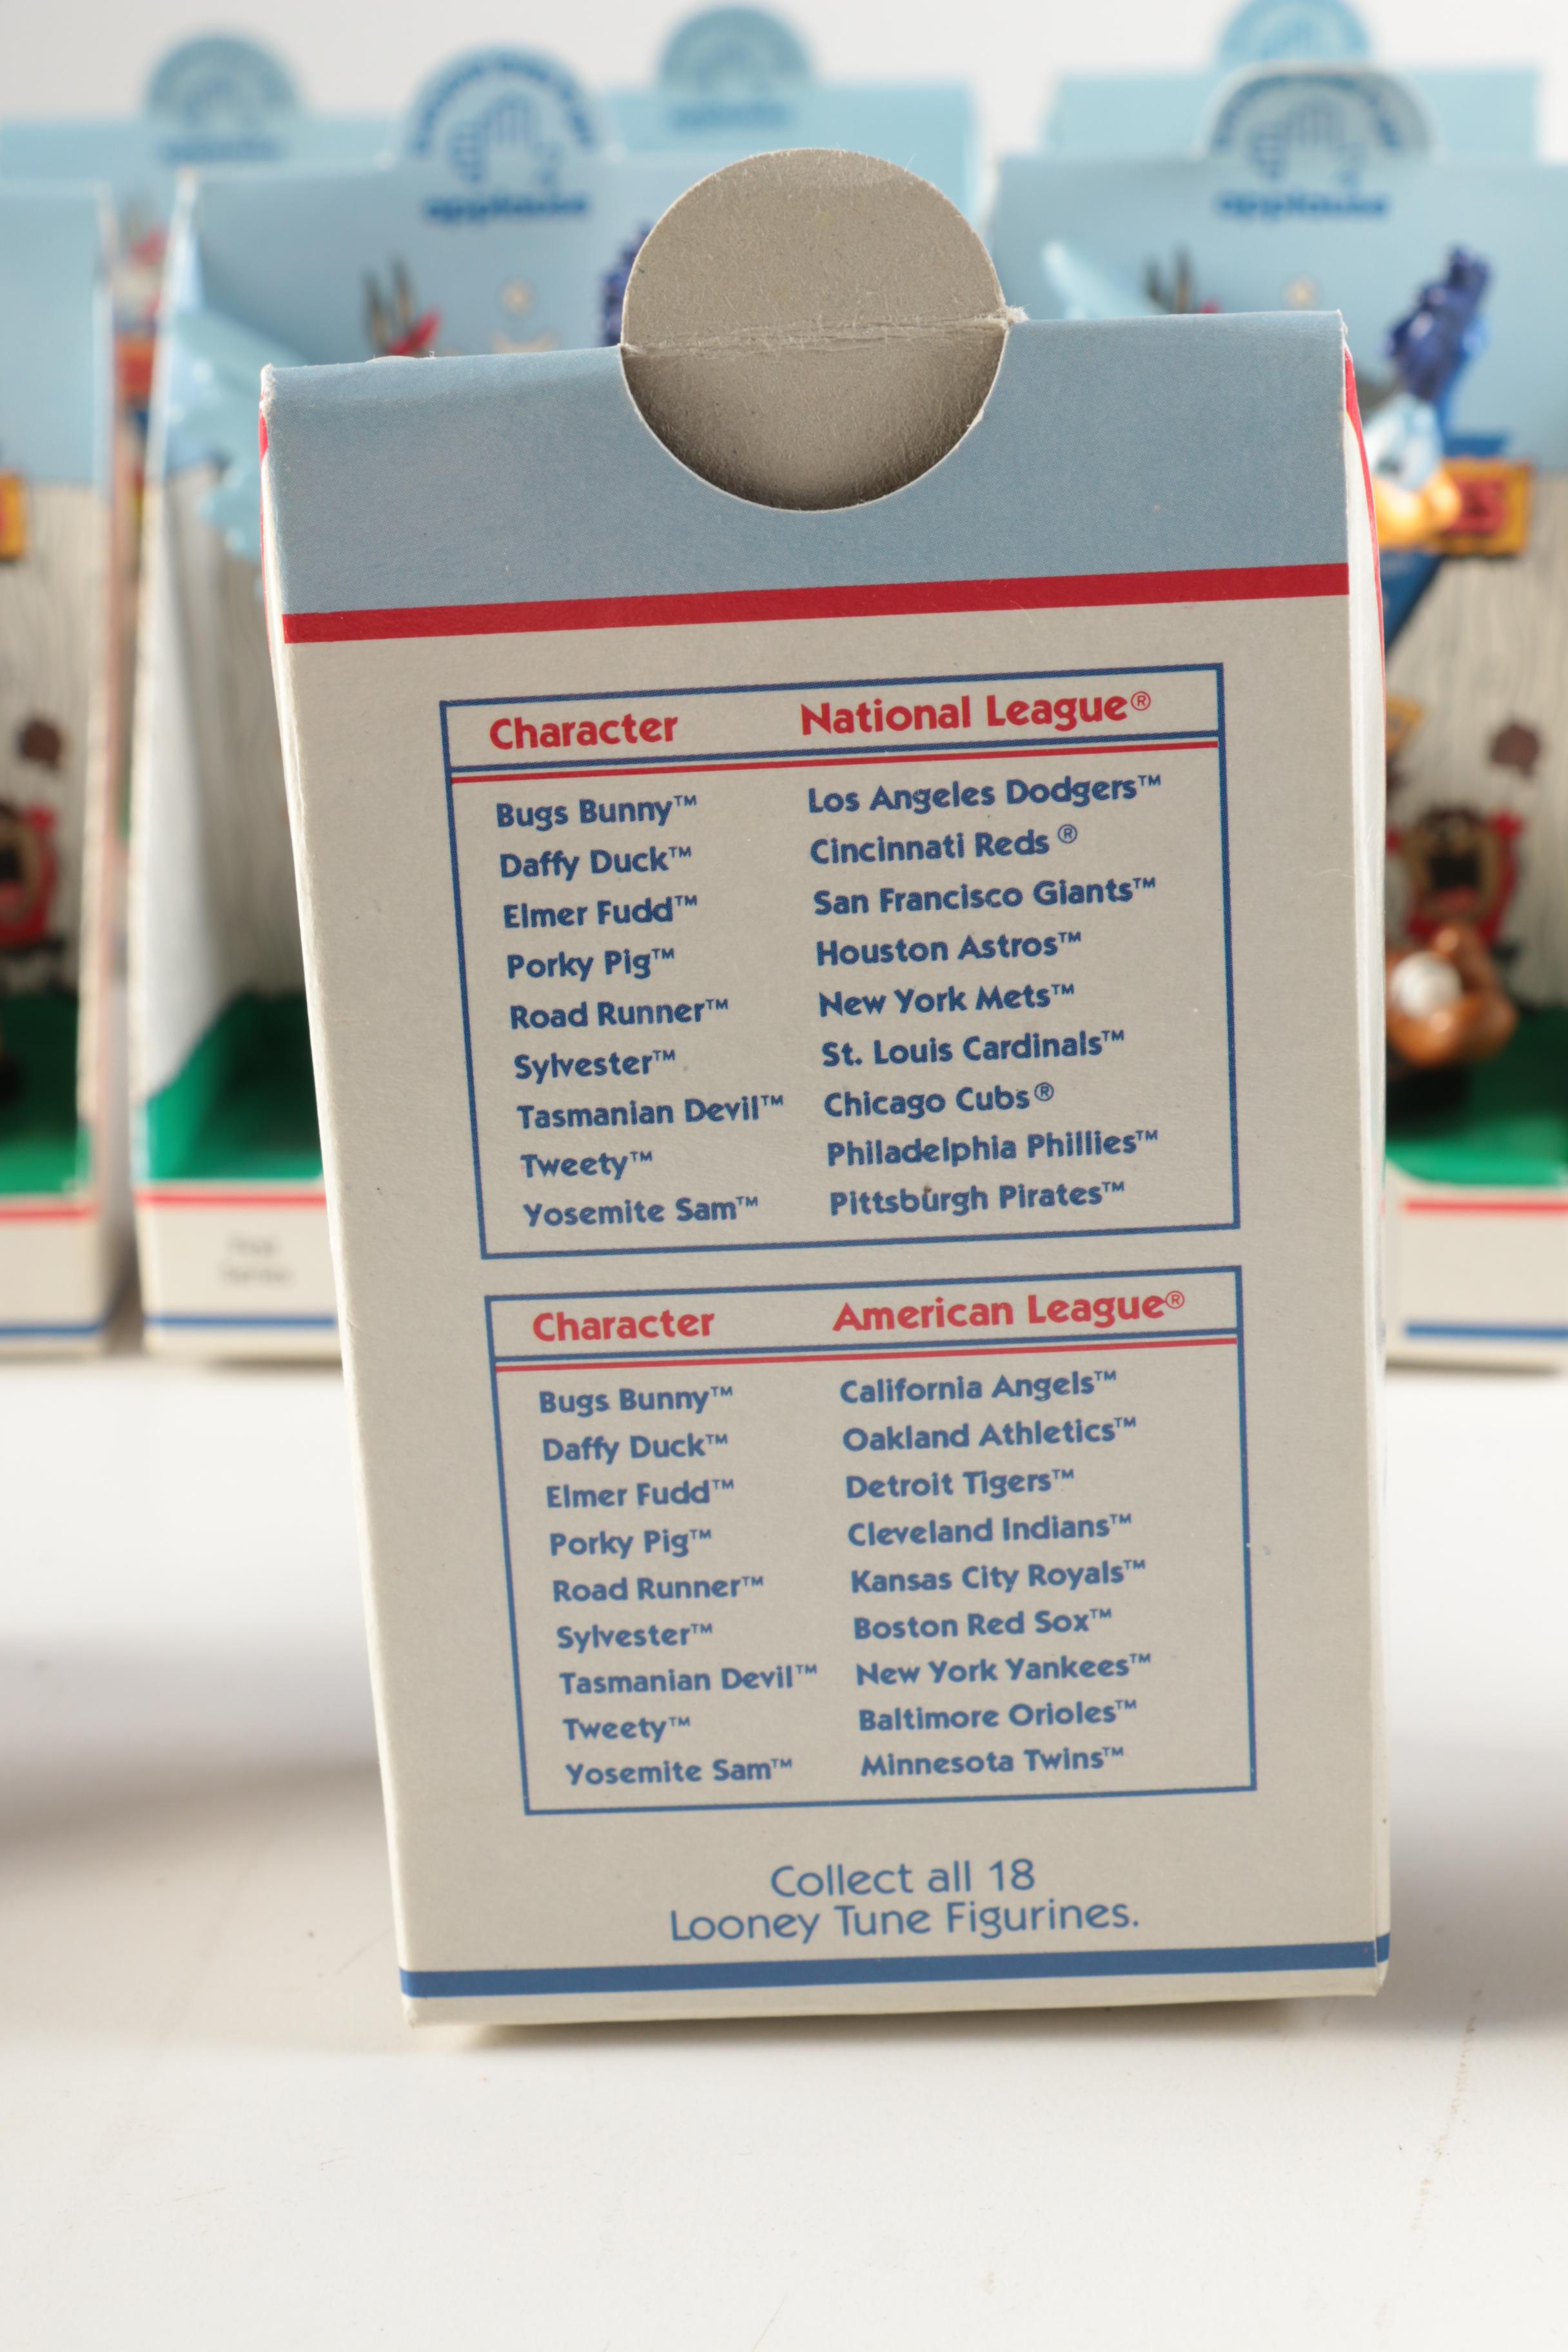 applause
applause
Character National League®
Bugs Bunny™ Los Angeles Dodgers™
Daffy Duck™ Cincinnati Reds ®
Elmer Fudd™ San Francisco Giants™
Porky Pig™ Houston Astros™
Road Runner™ New York Mets™
Sylvester™ St. Louis Cardinals™
Tasmanian Devil™ Chicago Cubs®
Tweety™ Philadelphia Phillies™
Yosemite Sam™ Pittsburgh Pirates™
Character American League®
Bugs Bunny™ California Angels™
Daffy Duck™ Oakland Athletics™
Elmer Fudd™ Detroit Tigers™
Porky Pig™ Cleveland Indians™
Road Runner™ Kansas City Royals™
Sylvester™ Boston Red Sox™
Tasmanian Devil™ New York Yankees™
Tweety™ Baltimore Orioles™
Yosemite Sam™ Minnesota Twins™
Collect all 18
Looney Tune Figurines.